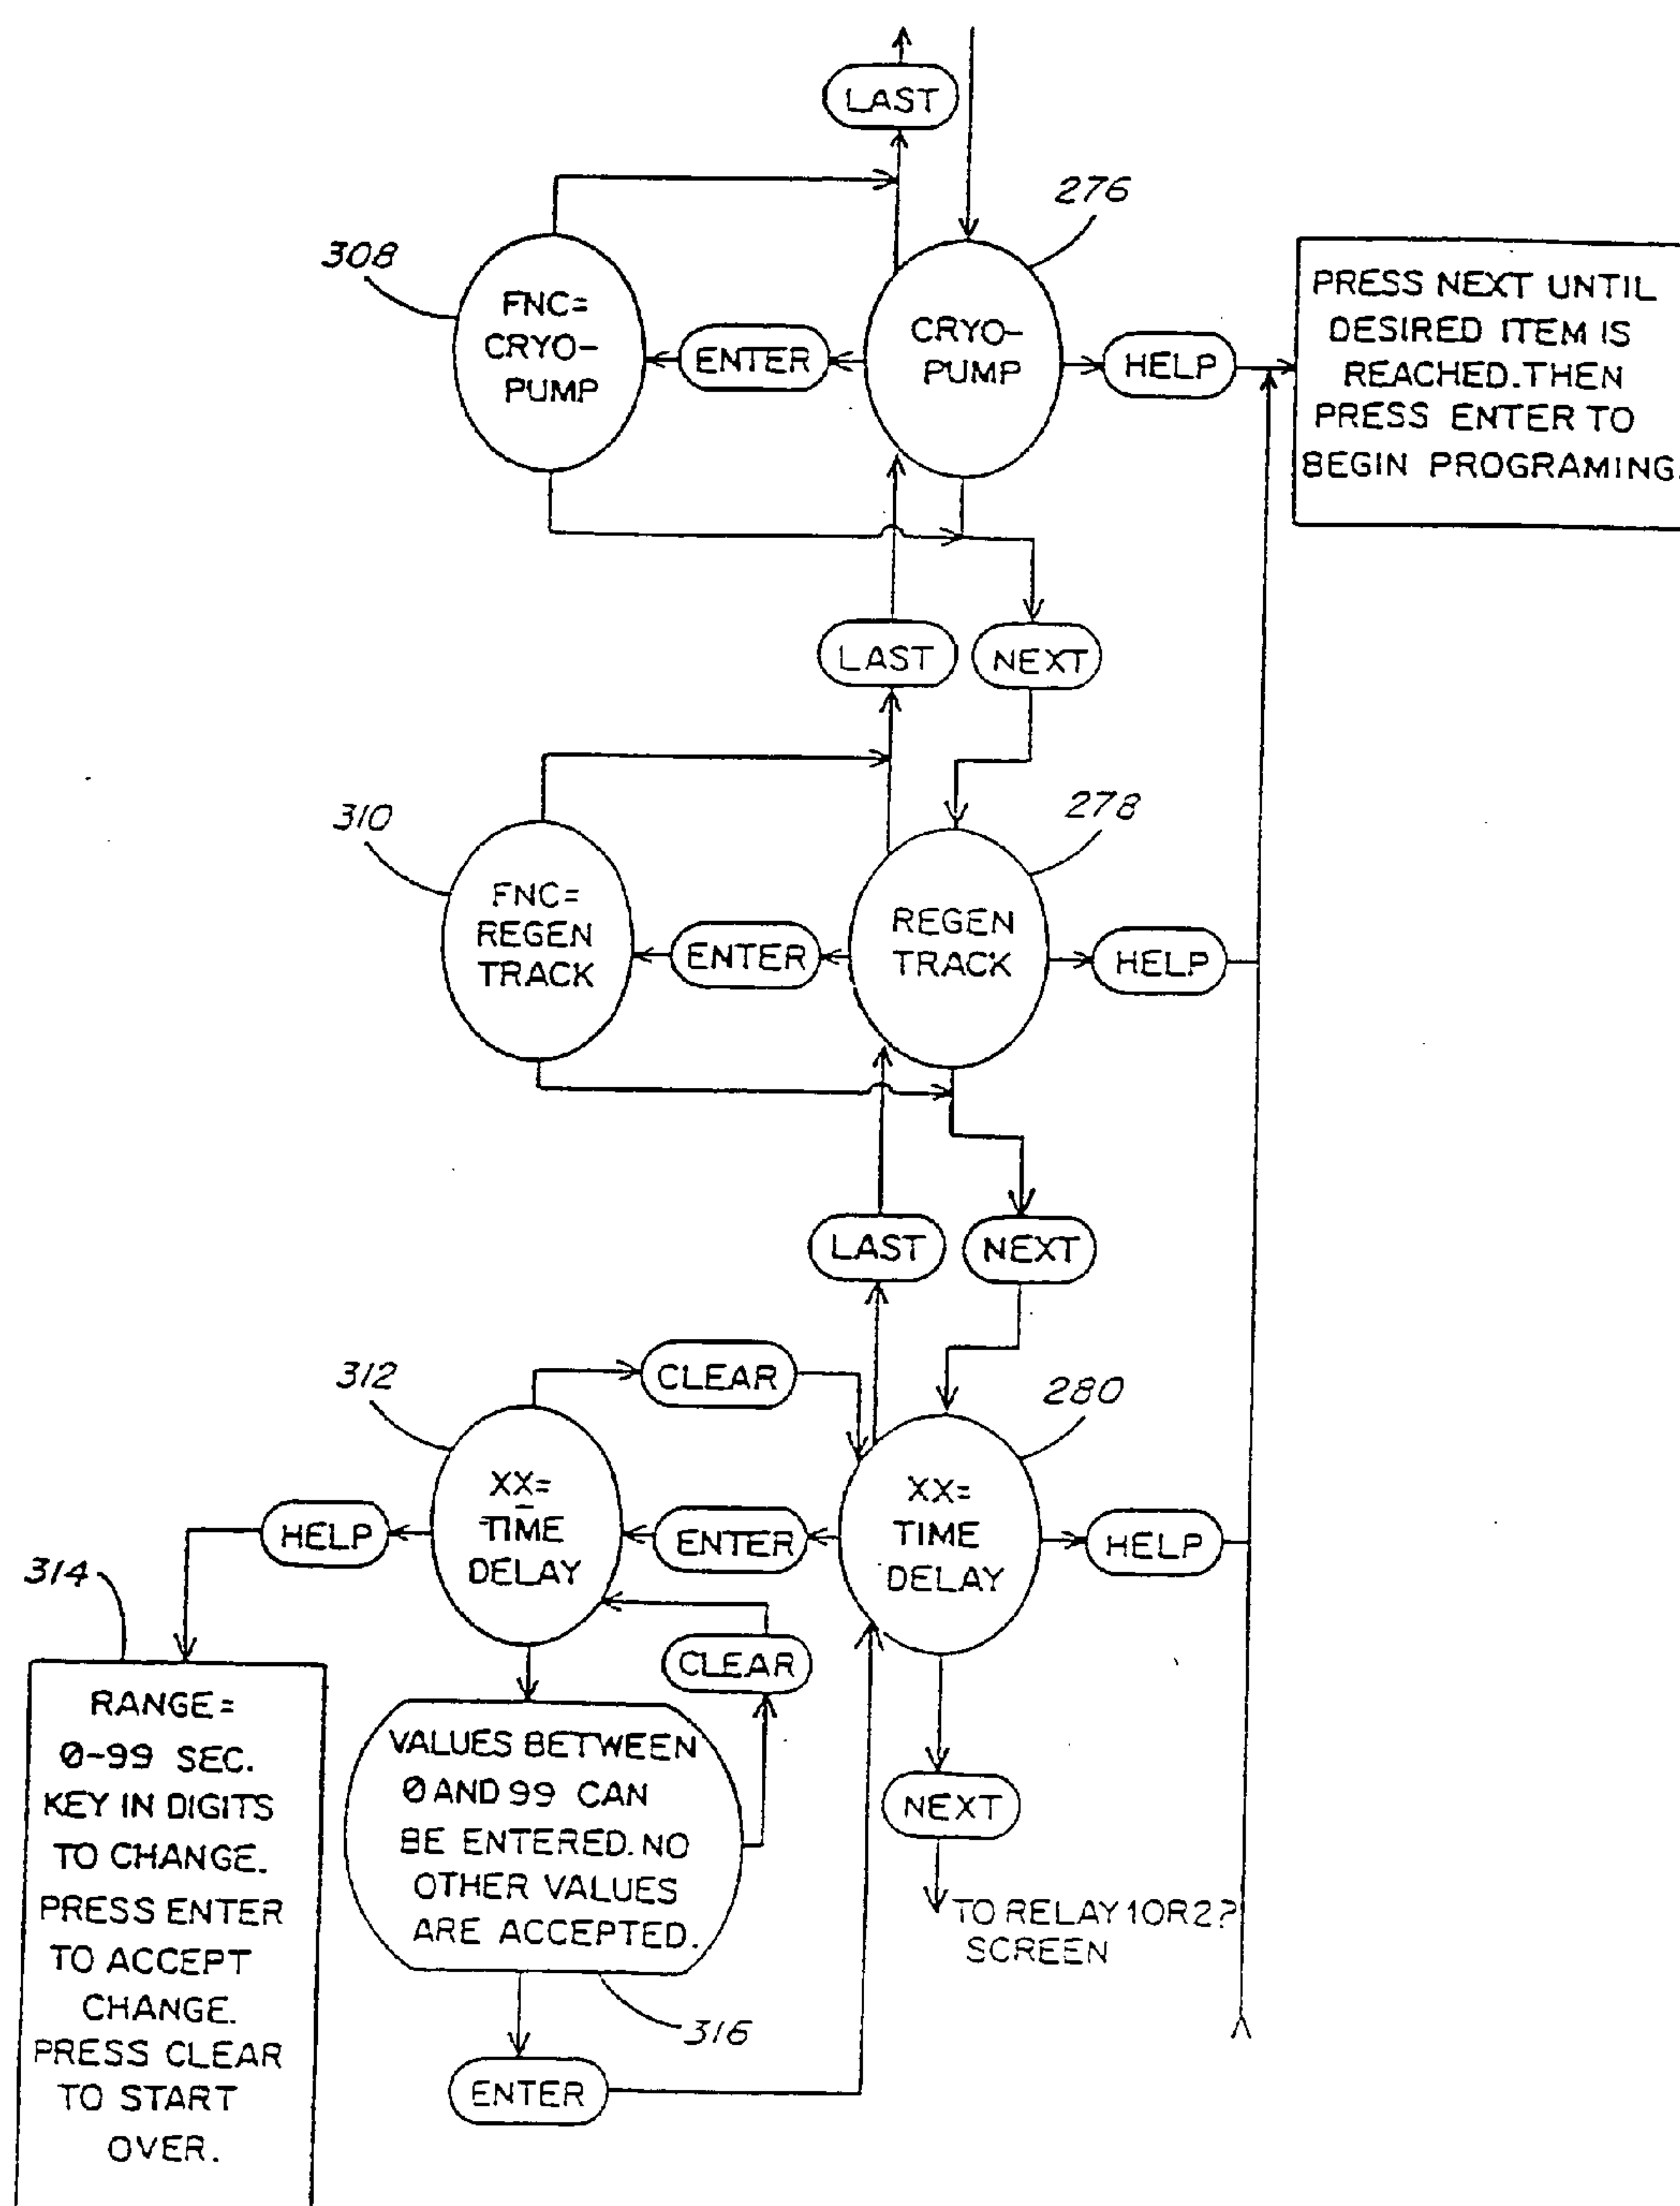 LAST
276
308
FNC=
CRYO-
PUMP
ENTER
CRYO-
PUMP
HELP
PRESS NEXT UNTIL
DESIRED ITEM IS
REACHED. THEN
PRESS ENTER TO
BEGIN PROGRAMING.
LAST
NEXT
310
278
FNC=
REGEN
TRACK
ENTER
REGEN
TRACK
HELP
LAST
NEXT
312
CLEAR
280
HELP
XX=
TIME
DELAY
ENTER
XX=
TIME
DELAY
HELP
314
CLEAR
RANGE=
0-99 SEC.
KEY IN DIGITS
TO CHANGE.
PRESS ENTER
TO ACCEPT
CHANGE.
PRESS CLEAR
TO START
OVER.
VALUES BETWEEN
0 AND 99 CAN
BE ENTERED. NO
OTHER VALUES
ARE ACCEPTED.
NEXT
TO RELAY 1 OR 2?
SCREEN
316
ENTER